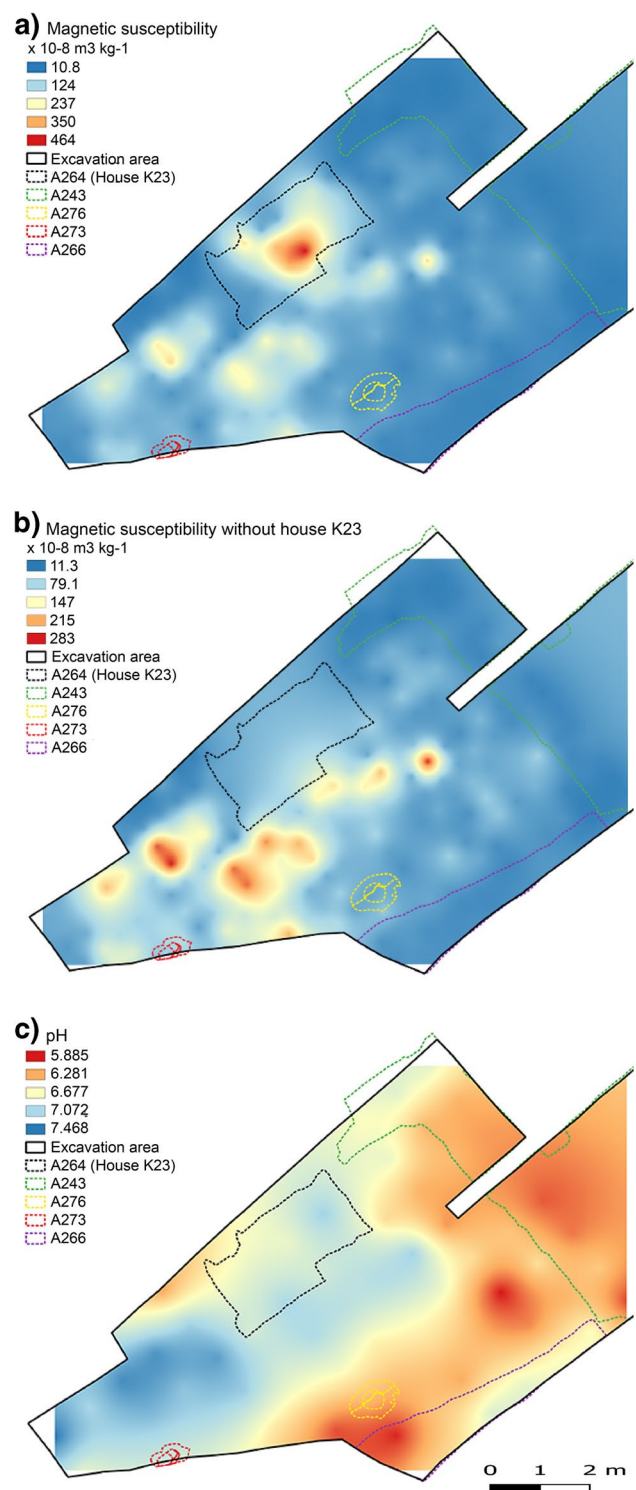 a) Magnetic susceptibility
x 10-8 m3 kg-1
10.8
124
237
350
464
Excavation area
A264 (House K23)
A243
A276
A273
A266
b) Magnetic susceptibility without house K23
x 10-8 m3 kg-1
11.3
79.1
147
215
283
Excavation area
A264 (House K23)
A243
A276
A273
A266
c) pH
5.885
6.281
6.677
7.072
7.468
Excavation area
A264 (House K23)
A243
A276
A273
A266
0 1 2 m